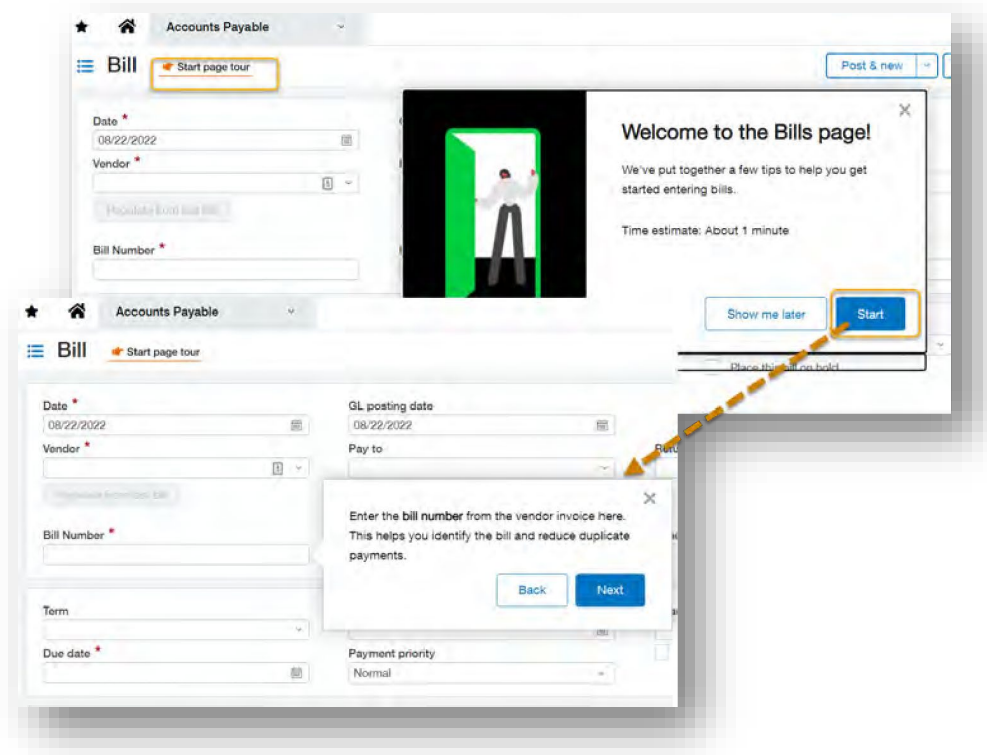 Accounts Payable
Bill
Start page tour
Post & new
Date *
08/22/2022
Vendor *
Populate from last bill
Bill Number *
Welcome to the Bills page!
We've put together a few tips to help you get
started entering bills.
Time estimate: About 1 minute
Show me later
Start
Place this bill on hold
Accounts Payable
Bill
Start page tour
Date *
08/22/2022
GL posting date
08/22/2022
Vendor *
Pay to
Bill Number *
Enter the bill number from the vendor invoice here.
This helps you identify the bill and reduce duplicate
payments.
Back
Next
Term
Due date *
Payment priority
Normal